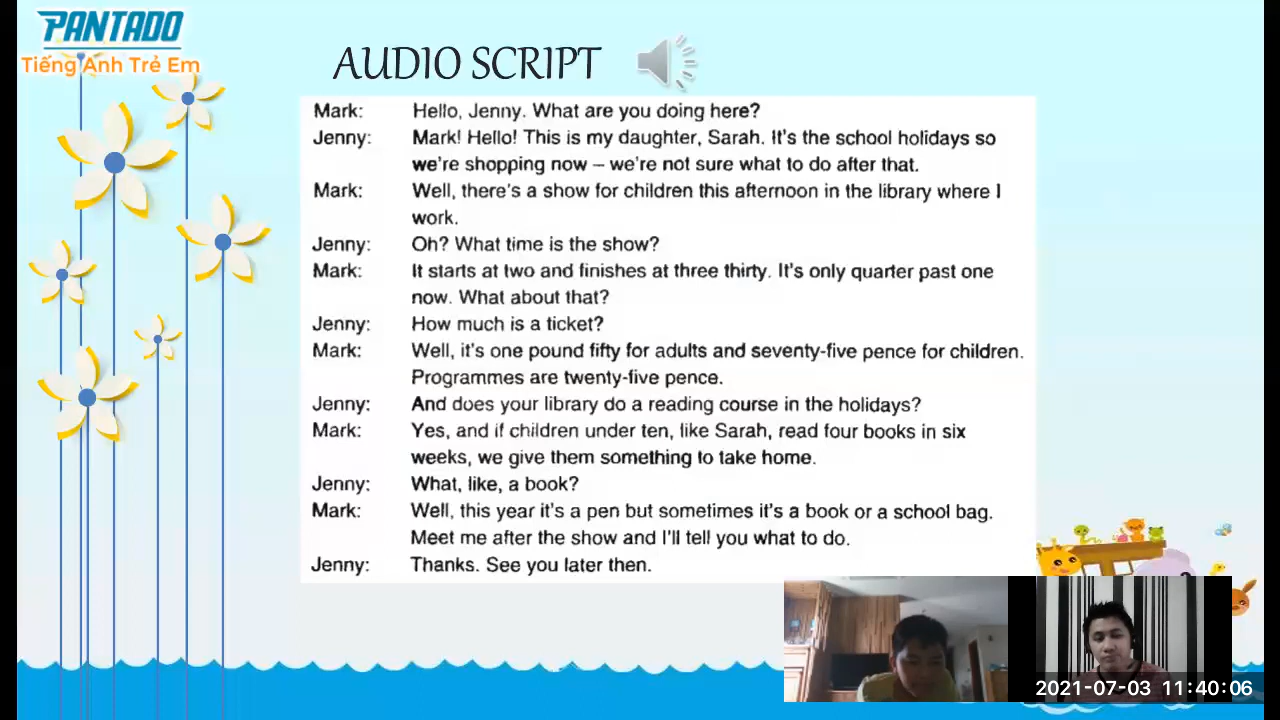 PANTADO
Tiếng Anh Trẻ Em
AUDIO SCRIPT
Mark: Hello, Jenny. What are you doing here?
Jenny: Mark! Hello! This is my daughter, Sarah. It's the school holidays so
we're shopping now – we're not sure what to do after that.
Mark: Well, there's a show for children this afternoon in the library where I
work.
Jenny: Oh? What time is the show?
Mark: It starts at two and finishes at three thirty. It's only quarter past one
now. What about that?
Jenny: How much is a ticket?
Mark: Well, it's one pound fifty for adults and seventy-five pence for children.
Programmes are twenty-five pence.
Jenny: And does your library do a reading course in the holidays?
Mark: Yes, and if children under ten, like Sarah, read four books in six
weeks, we give them something to take home.
Jenny: What, like, a book?
Mark: Well, this year it's a pen but sometimes it's a book or a school bag.
Meet me after the show and I'll tell you what to do.
Jenny: Thanks. See you later then.
2021-07-03 11:40:06